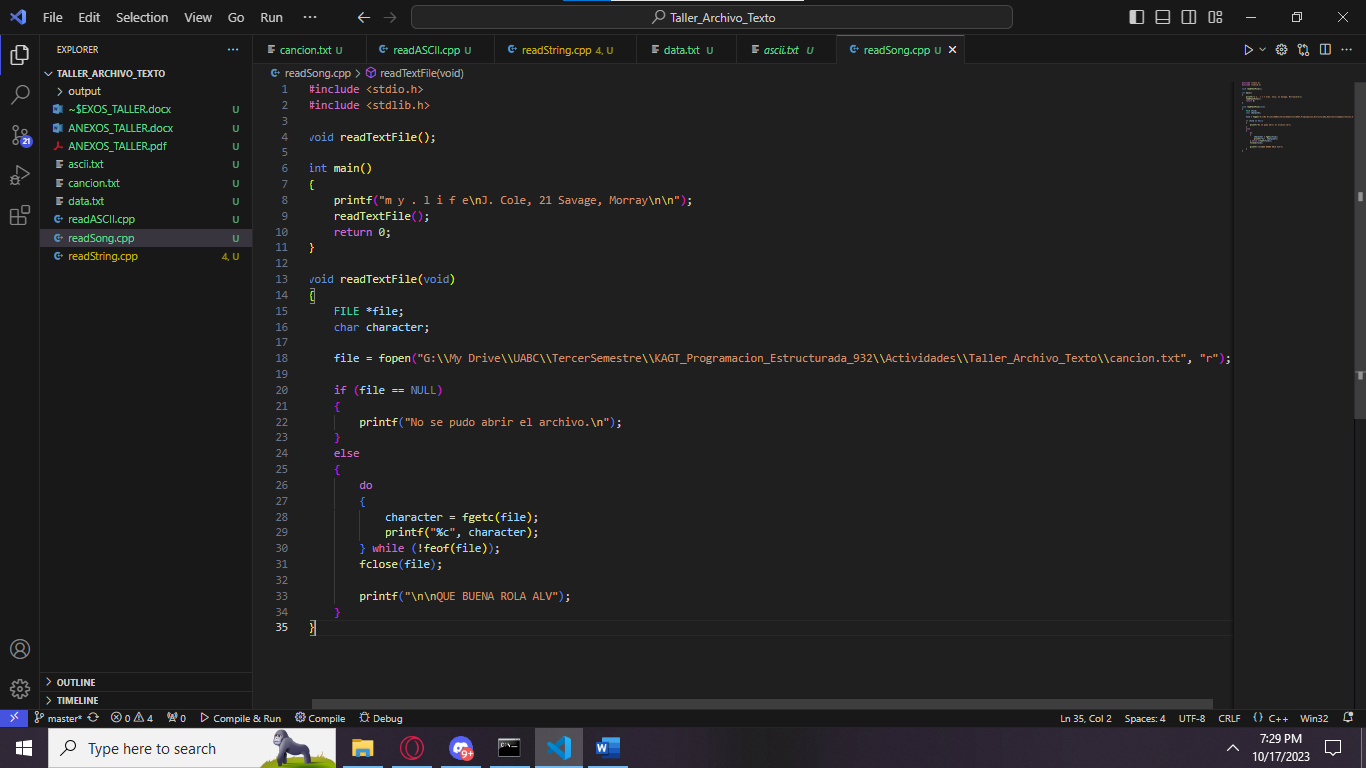 File Edit Selection View Go Run ··· Taller_Archivo_Texto
EXPLORER ···
TALLER_ARCHIVO_TEXTO
output
~$EXOS_TALLER.docx U
ANEXOS_TALLER.docx U
ANEXOS_TALLER.pdf U
ascii.txt U
cancion.txt U
data.txt U
readASCII.cpp U
readSong.cpp U
readString.cpp 4, U
OUTLINE
TIMELINE
21
cancion.txt U readASCII.cpp U readString.cpp 4, U data.txt U ascii.txt U readSong.cpp U
readSong.cpp > readTextFile(void)
1 #include <stdio.h>
2 #include <stdlib.h>
3
4 void readTextFile();
5
6 int main()
7 {
8 printf("m y . l i f e\nJ. Cole, 21 Savage, Morray\n\n");
9 readTextFile();
10 return 0;
11 }
12
13 void readTextFile(void)
14 {
15 FILE *file;
16 char character;
17
18 file = fopen("G:\\My Drive\\UABC\\TercerSemestre\\KAGT_Programacion_Estructurada_932\\Actividades\\Taller_Archivo_Texto\\cancion.txt", "r");
19
20 if (file == NULL)
21 {
22 printf("No se pudo abrir el archivo.\n");
23 }
24 else
25 {
26 do
27 {
28 character = fgetc(file);
29 printf("%c", character);
30 } while (!feof(file));
31 fclose(file);
32
33 printf("\n\nQUE BUENA ROLA ALV");
34 }
35 }
master* 0 4 0 Compile & Run Compile Debug Ln 35, Col 2 Spaces: 4 UTF-8 CRLF {} C++ Win32
Type here to search 9+ 7:29 PM
10/17/2023